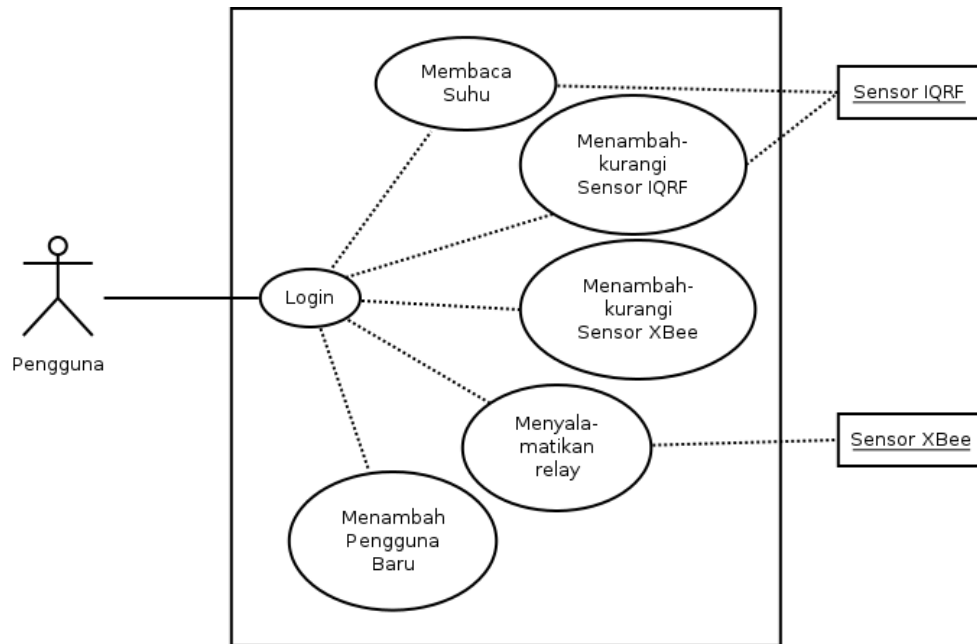 Membaca
Suhu
Sensor IQRF
Menambah-
kurangi
Sensor IQRF
Login
Menambah-
kurangi
Sensor XBee
Pengguna
Menyala-
matikan
relay
Sensor XBee
Menambah
Pengguna
Baru